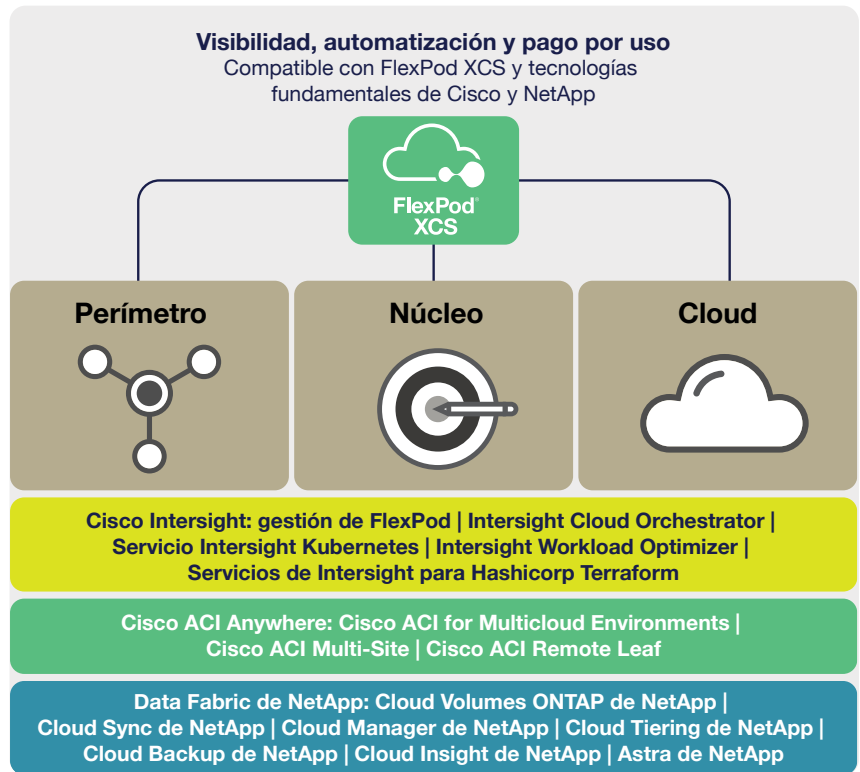 Visibilidad, automatización y pago por uso
Compatible con FlexPod XCS y tecnologías
fundamentales de Cisco y NetApp
FlexPod®
XCS
Perímetro
Núcleo
Cloud
Cisco Intersight: gestión de FlexPod | Intersight Cloud Orchestrator |
Servicio Intersight Kubernetes | Intersight Workload Optimizer |
Servicios de Intersight para Hashicorp Terraform
Cisco ACI Anywhere: Cisco ACI for Multicloud Environments |
Cisco ACI Multi-Site | Cisco ACI Remote Leaf
Data Fabric de NetApp: Cloud Volumes ONTAP de NetApp |
Cloud Sync de NetApp | Cloud Manager de NetApp | Cloud Tiering de NetApp |
Cloud Backup de NetApp | Cloud Insight de NetApp | Astra de NetApp